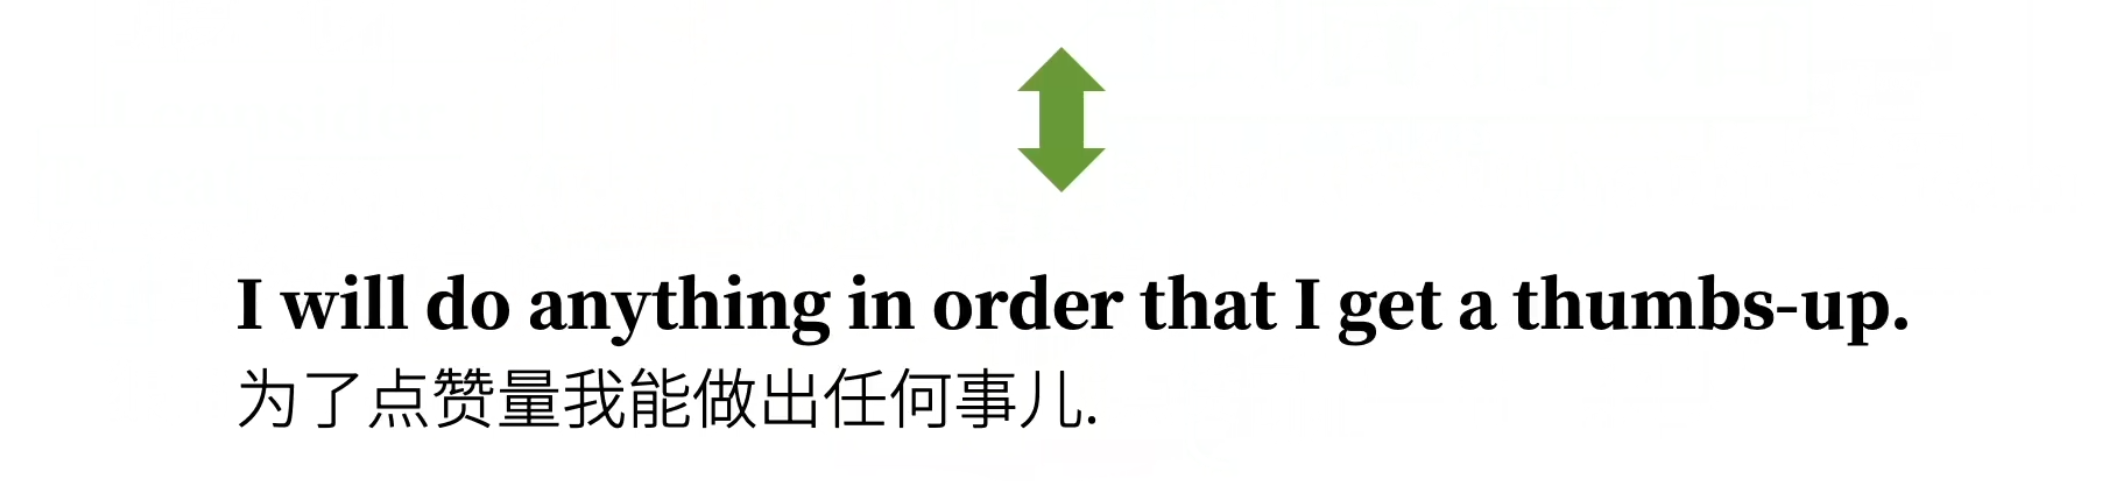 I will do anything in order that I get a thumbs-up.
为了点赞量我能做出任何事儿.